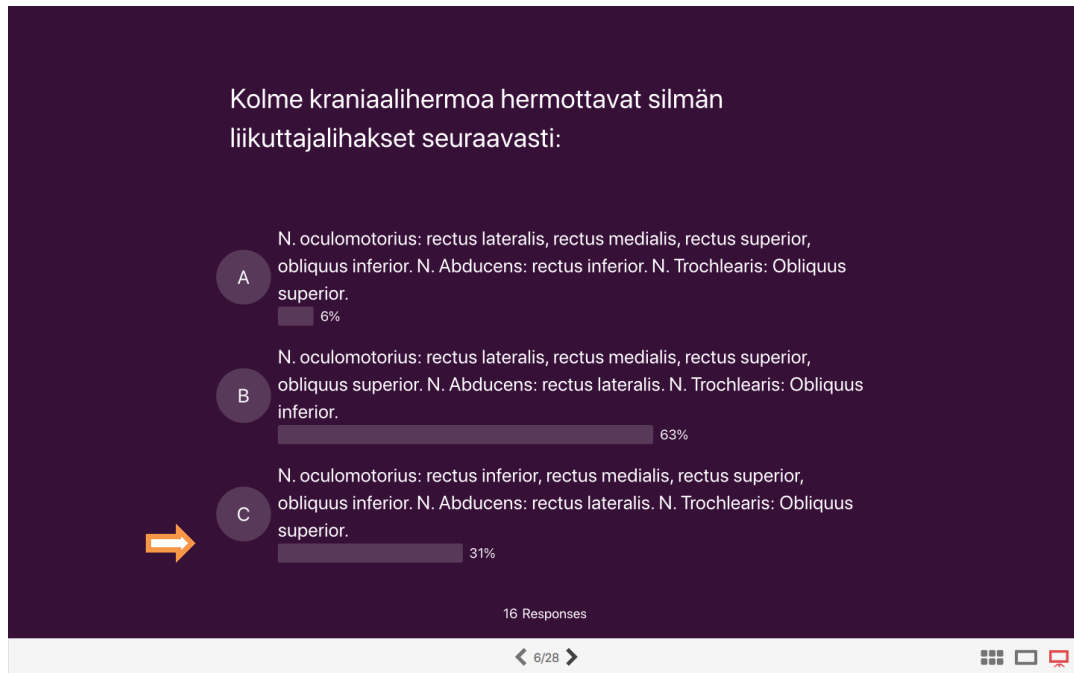 Kolme kraniaalihermoa hermottavat silmän
liikuttajalihakset seuraavasti:
A
N. oculomotorius: rectus lateralis, rectus medialis, rectus superior,
obliquus inferior. N. Abducens: rectus inferior. N. Trochlearis: Obliquus
superior.
6%
B
N. oculomotorius: rectus lateralis, rectus medialis, rectus superior,
obliquus superior. N. Abducens: rectus lateralis. N. Trochlearis: Obliquus
inferior.
63%
C
N. oculomotorius: rectus inferior, rectus medialis, rectus superior,
obliquus inferior. N. Abducens: rectus lateralis. N. Trochlearis: Obliquus
superior.
31%
16 Responses
6/28